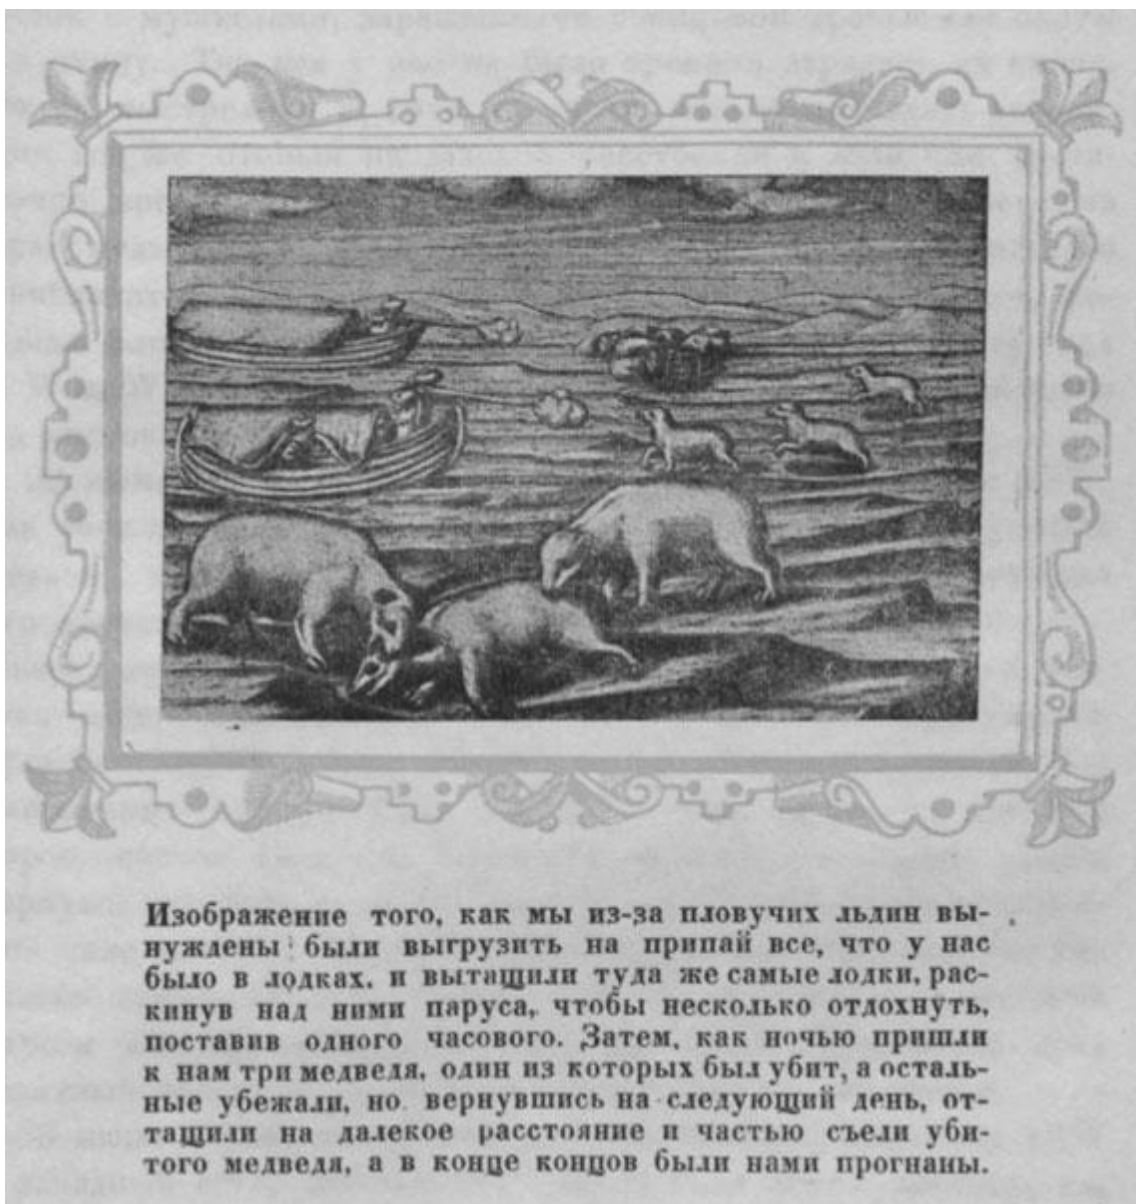 Изображение того, как мы из-за пловучих льдин вы-
нуждены были выгрузить на припай все, что у нас
было в лодках, и вытащили туда же самые лодки, рас-
кинув над ними паруса, чтобы несколько отдохнуть,
поставив одного часового. Затем, как ночью пришли
к нам три медведя, один из которых был убит, а осталь-
ные убежали, но вернувшись на следующий день, от-
тащили на далекое расстояние и частью съели уби-
того медведя, а в конце концов были нами прогнаны.